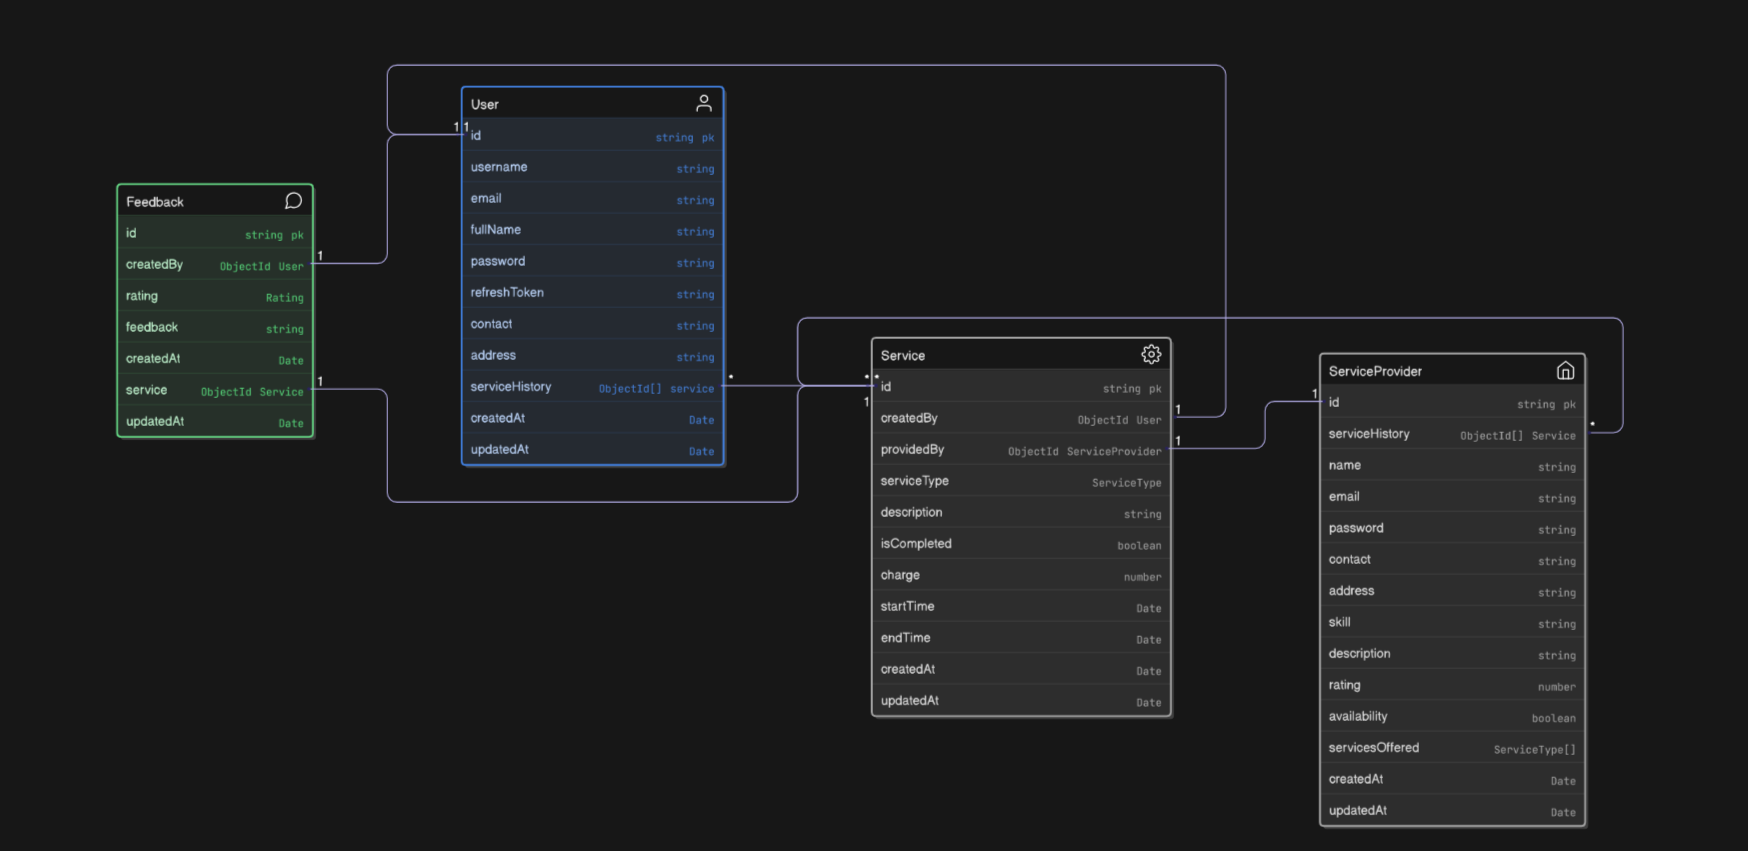 Feedback
id string pk
createdBy ObjectId User 1
rating Rating
feedback string
createdAt Date
service ObjectId Service 1
updatedAt Date
User
1 1
id string pk
username string
email string
fullName string
password string
refreshToken string
contact string
address string
serviceHistory ObjectId[] service *
createdAt Date
updatedAt Date
Service
* *
id string pk
1
createdBy ObjectId User 1
providedBy ObjectId ServiceProvider 1
serviceType ServiceType
description string
isCompleted boolean
charge number
startTime Date
endTime Date
createdAt Date
updatedAt Date
ServiceProvider
1 id string pk
serviceHistory ObjectId[] Service *
name string
email string
password string
contact string
address string
skill string
description string
rating number
availability boolean
servicesOffered ServiceType[]
createdAt Date
updatedAt Date